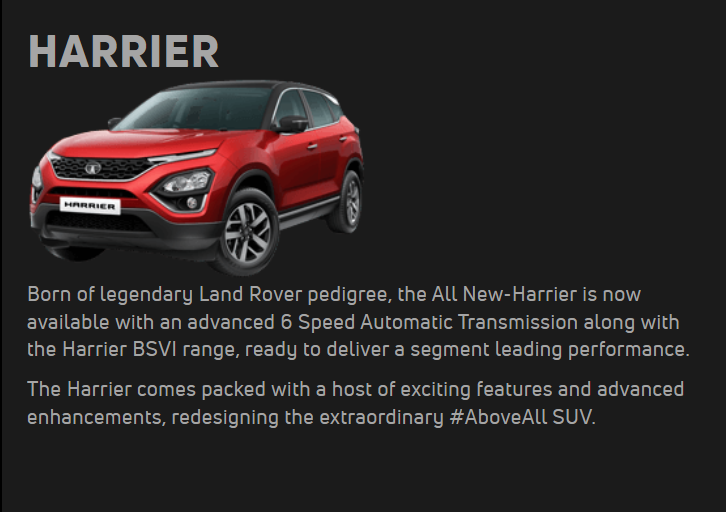 HARRIER
HARRIER
Born of legendary Land Rover pedigree, the All New-Harrier is now
available with an advanced 6 Speed Automatic Transmission along with
the Harrier BSVI range, ready to deliver a segment leading performance.
The Harrier comes packed with a host of exciting features and advanced
enhancements, redesigning the extraordinary #AboveAll SUV.